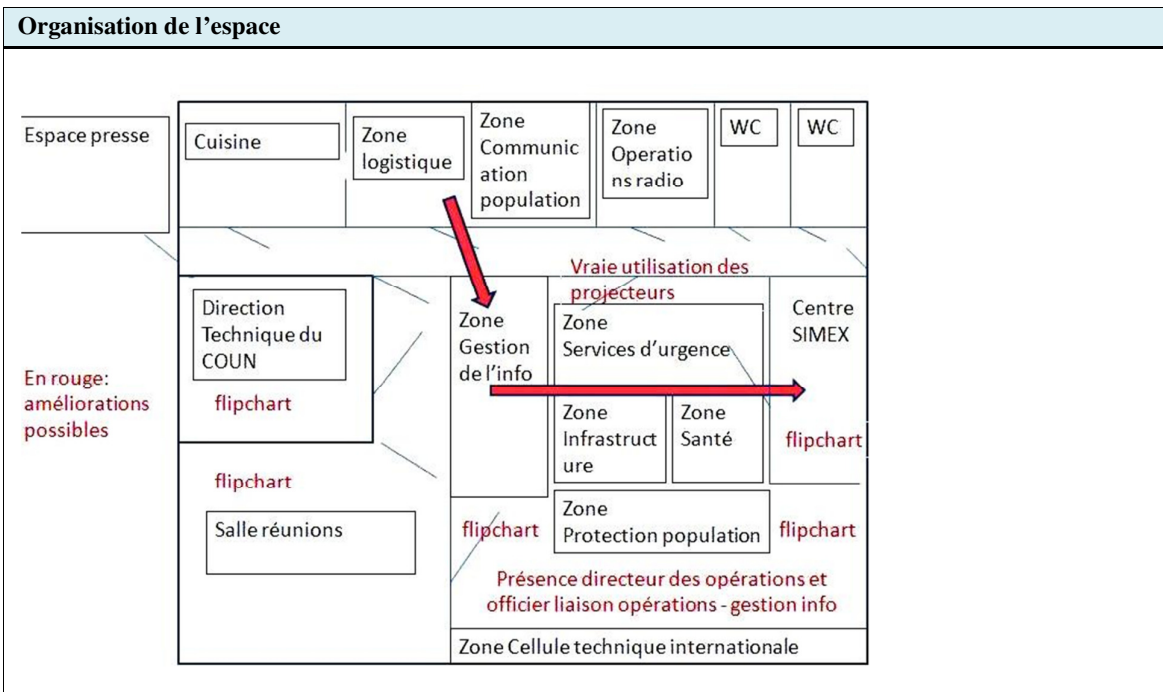 Organisation de l’espace
Espace presse
Cuisine
Zone
logistique
Zone
Communic
ation
population
Zone
Operatio
ns radio
WC
WC
Vraie utilisation des
projecteurs
Direction
Technique du
COUN
flipchart
Zone
Gestion
de l’info
Zone
Services d’urgence
Centre
SIMEX
En rouge:
améliorations
possibles
Zone
Infrastruct
ure
Zone
Santé
flipchart
flipchart
Salle réunions
flipchart
Zone
Protection population
flipchart
Présence directeur des opérations et
officier liaison opérations - gestion info
Zone Cellule technique internationale